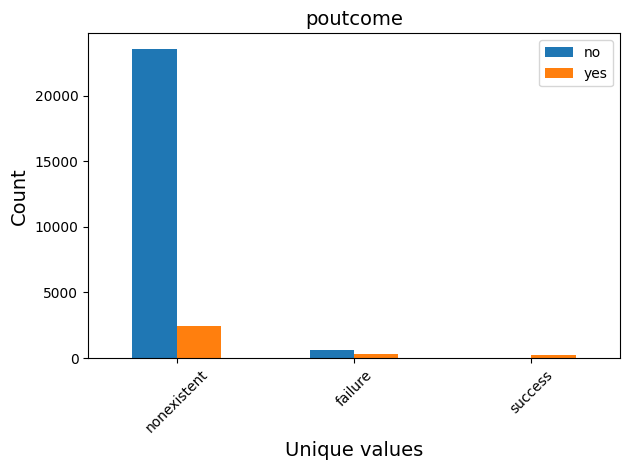 poutcome
no
yes
Count
20000
15000
10000
5000
0
nonexistent
failure
success
Unique values